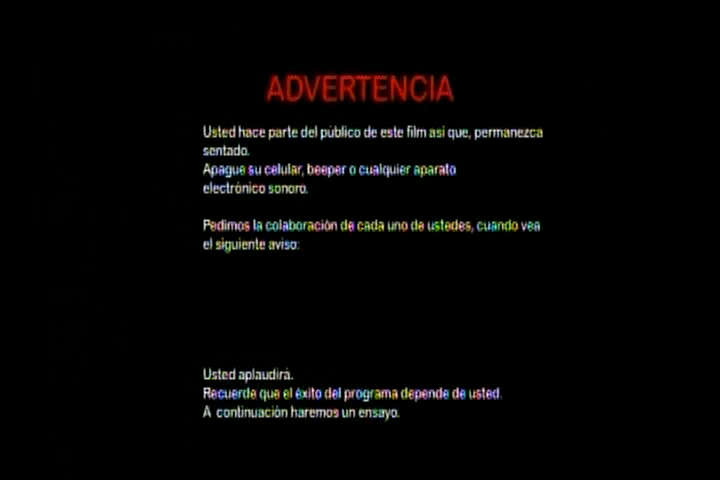 ADVERTENCIA
Usted hace parte del público de este film así que, permanezca
sentado.
Apague su celular, beeper o cualquier aparato
electrónico sonoro.
Pedimos la colaboración de cada uno de ustedes, cuando vea
el siguiente aviso:
Usted aplaudirá.
Recuerde que el éxito del programa depende de usted.
A continuación haremos un ensayo.